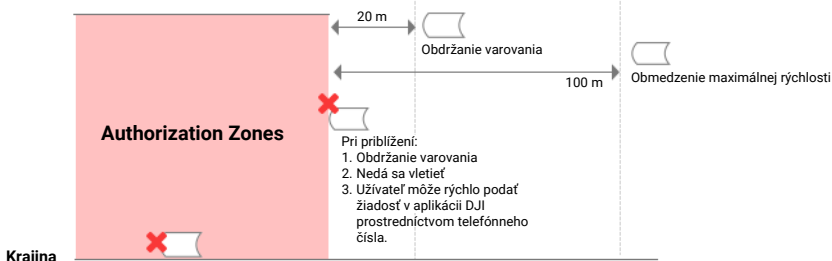 20 m
Obdržanie varovania
100 m
Obmedzenie maximálnej rýchlosti
Authorization Zones
Pri priblížení:
1. Obdržanie varovania
2. Nedá sa vletieť
3. Užívateľ môže rýchlo podať
žiadosť v aplikácii DJI
prostredníctvom telefónneho
čísla.
Krajina